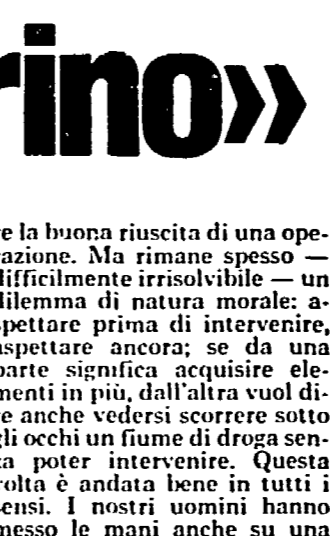 rino»
e la buona riuscita di una ope-
azione. Ma rimane spesso —
difficilmente irrisolvibile — un
dilemma di natura morale: a-
spettare prima di intervenire,
aspettare ancora; se da una
parte significa acquisire ele-
menti in più, dall'altra vuol di-
re anche vedersi scorrere sotto
gli occhi un fiume di droga sen-
za poter intervenire. Questa
volta è andata bene in tutti i
sensi. I nostri uomini hanno
messo le mani anche su una